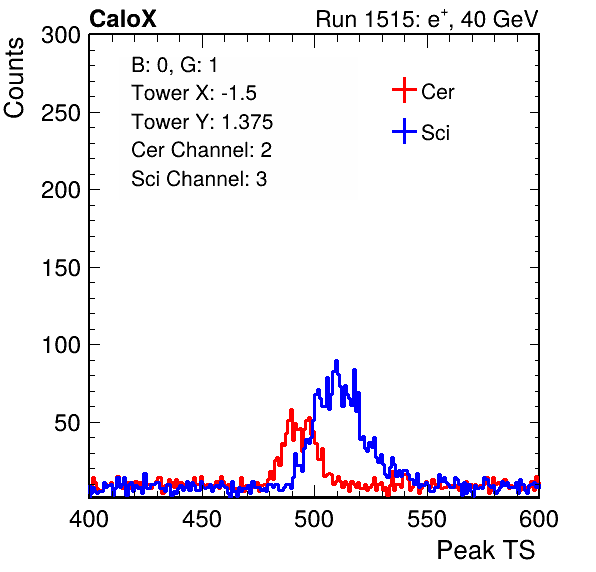 CaloX Run 1515: e⁺, 40 GeV
Counts
B: 0, G: 1
Tower X: -1.5
Tower Y: 1.375
Cer Channel: 2
Sci Channel: 3
Cer
Sci
300
250
200
150
100
50
400 450 500 550 600
Peak TS